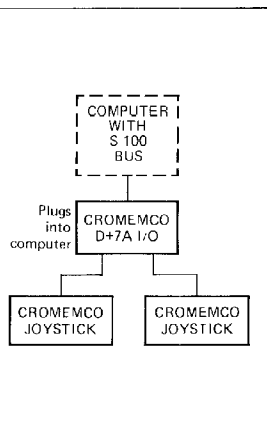 COMPUTER
WITH
S 100
BUS
Plugs
into
computer
CROMEMCO
D+7A I/O
CROMEMCO
JOYSTICK
CROMEMCO
JOYSTICK